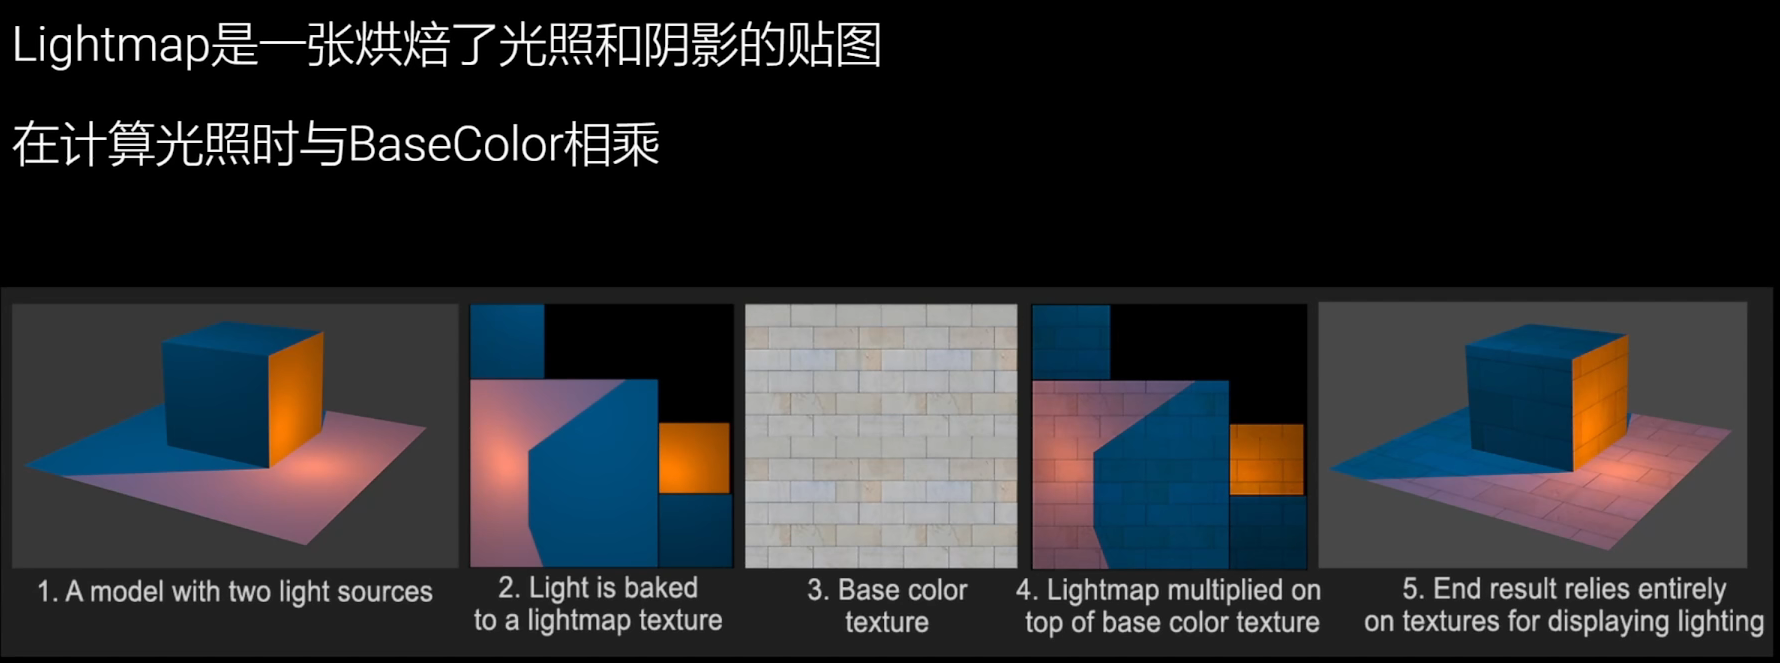 Lightmap是一张烘焙了光照和阴影的贴图
在计算光照时与BaseColor相乘
1. A model with two light sources
2. Light is baked
to a lightmap texture
3. Base color
texture
4. Lightmap multiplied on
top of base color texture
5. End result relies entirely
on textures for displaying lighting